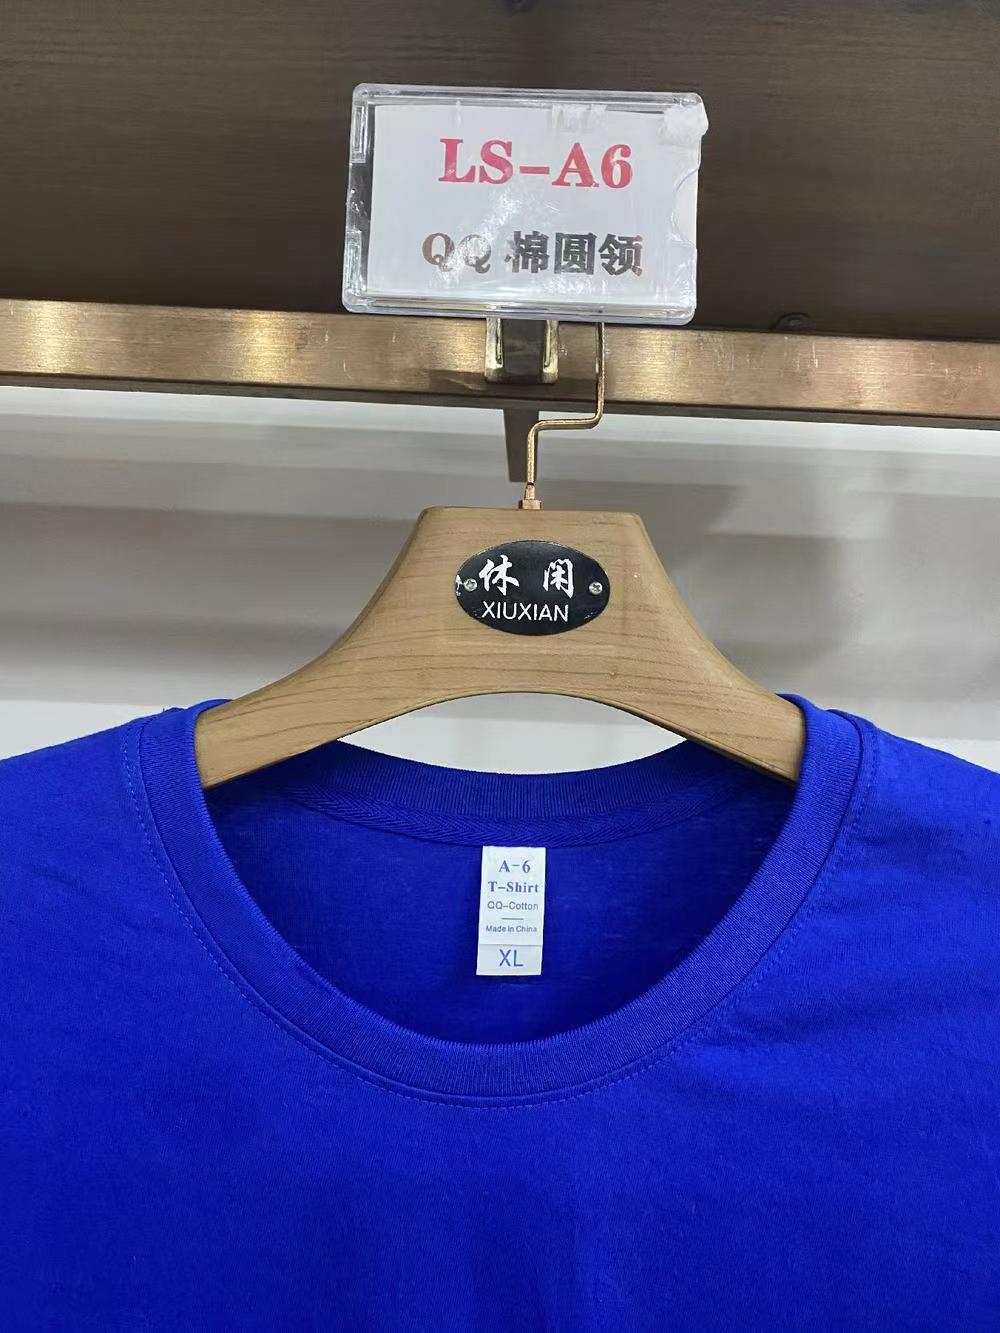 LS-A6
QQ 棉圆领
休闲
XIUXIAN
A-6
T-Shirt
QQ-Cotton
Made in China
XL